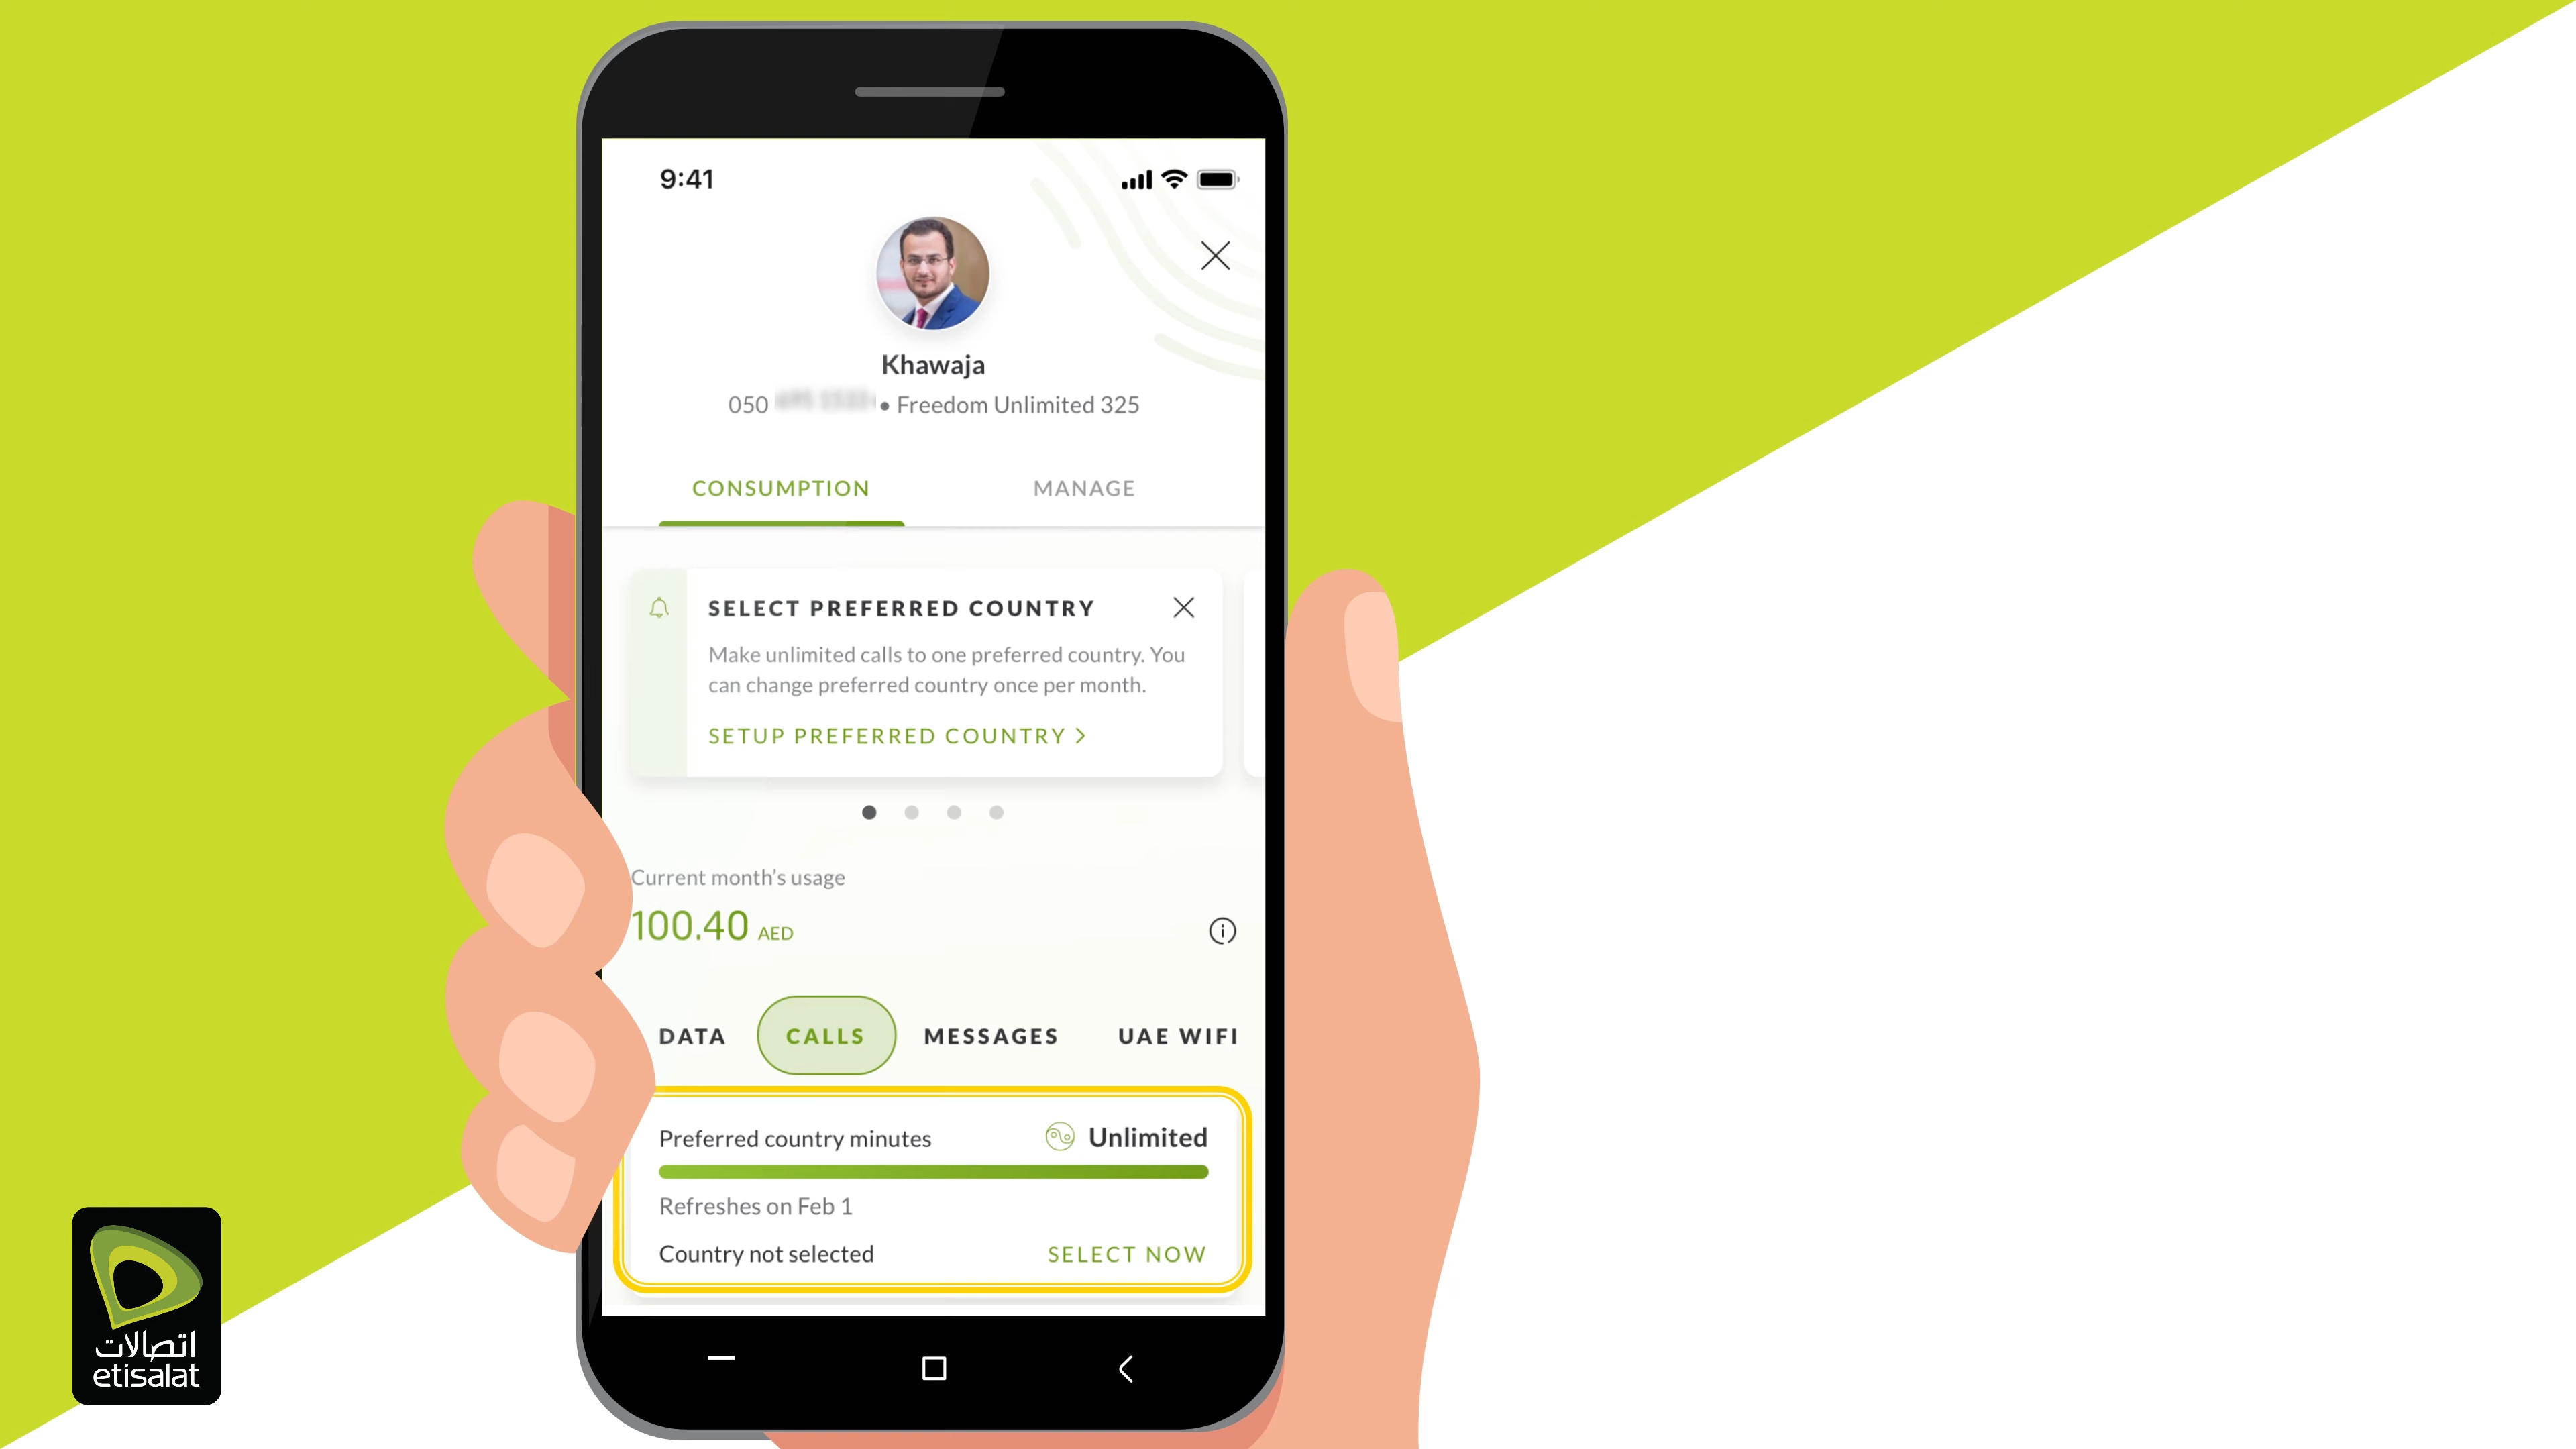 9:41
Khawaja
050 • Freedom Unlimited 325
CONSUMPTION
MANAGE
SELECT PREFERRED COUNTRY
Make unlimited calls to one preferred country. You
can change preferred country once per month.
SETUP PREFERRED COUNTRY >
Current month's usage
100.40 AED
DATA
CALLS
MESSAGES
UAE WIFI
Preferred country minutes
Unlimited
Refreshes on Feb 1
Country not selected
SELECT NOW
اتصالات
etisalat